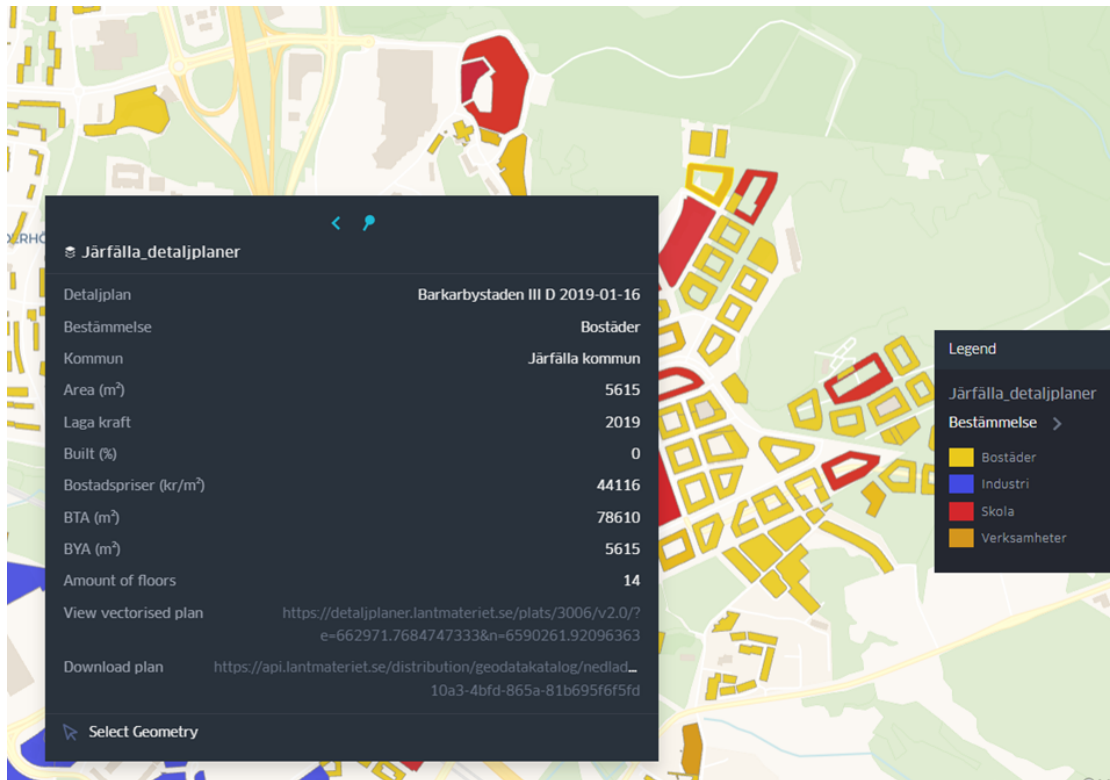 Järfälla_detaljplaner
Detaljplan Barkarbystaden III D 2019-01-16
Bestämmelse Bostäder
Kommun Järfälla kommun
Area (m²) 5615
Laga kraft 2019
Built (%) 0
Bostadspriser (kr/m²) 44116
BTA (m²) 78610
BYA (m²) 5615
Amount of floors 14
View vectorised plan https://detaljplaner.lantmateriet.se/plats/3006/v2.0/?
e=662971.7684747333&n=6590261.92096363
Download plan https://api.lantmateriet.se/distribution/geodatakatalog/nedlad_
10a3-4bfd-865a-81b695f6f5fd
Select Geometry
Legend
Järfälla_detaljplaner
Bestämmelse
Bostäder
Industri
Skola
Verksamheter